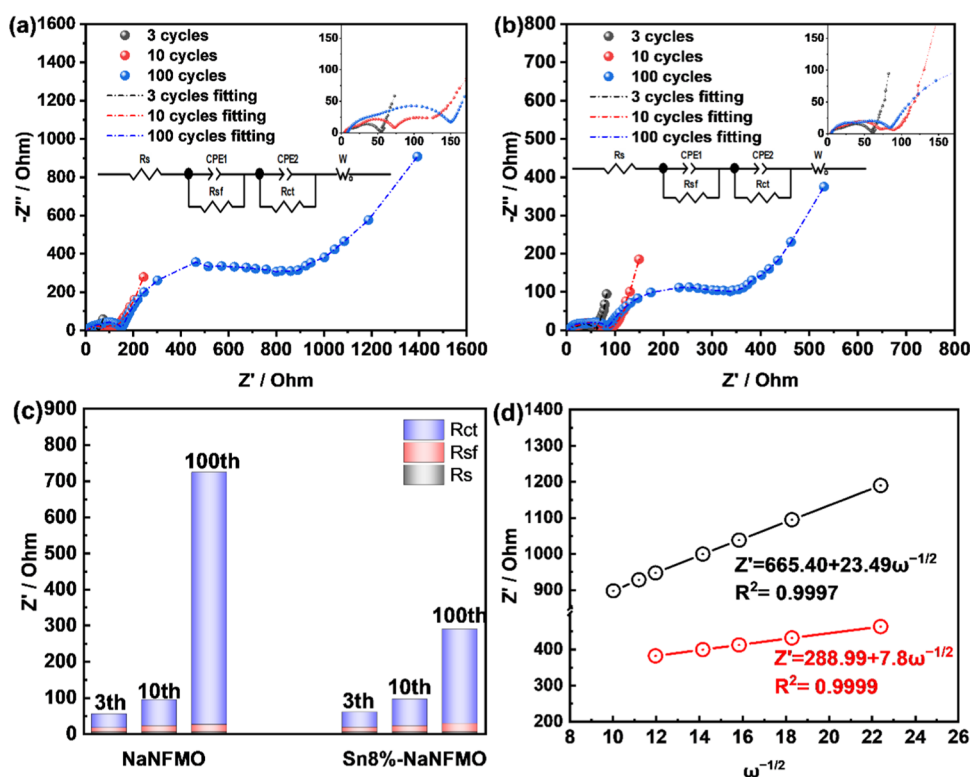 (a)
3 cycles
10 cycles
100 cycles
3 cycles fitting
10 cycles fitting
100 cycles fitting
Rs
CPE1
CPE2
W
Rsf
Rct
δ
-Z'' / Ohm
1600
1400
1200
1000
800
600
400
200
0
0 200 400 600 800 1000 1200 1400 1600
Z' / Ohm
150
100
50
0
0 50 100 150
(b)
3 cycles
10 cycles
100 cycles
3 cycles fitting
10 cycles fitting
100 cycles fitting
Rs
CPE1
CPE2
W
Rsf
Rct
δ
-Z'' / Ohm
800
700
600
500
400
300
200
100
0
0 100 200 300 400 500 600 700 800
Z' / Ohm
150
100
50
0
0 50 100 150
(c)
Rct
Rsf
Rs
Z' / Ohm
900
800
700
600
500
400
300
200
100
0
3th
10th
100th
3th
10th
100th
NaNFMO
Sn8%-NaNFMO
(d)
Z' / Ohm
1400
1300
1200
1100
1000
900
400
300
200
Z'=665.40+23.49ω⁻¹/²
R²= 0.9997
Z'=288.99+7.8ω⁻¹/²
R²= 0.9999
8 10 12 14 16 18 20 22 24 26
ω⁻¹/²